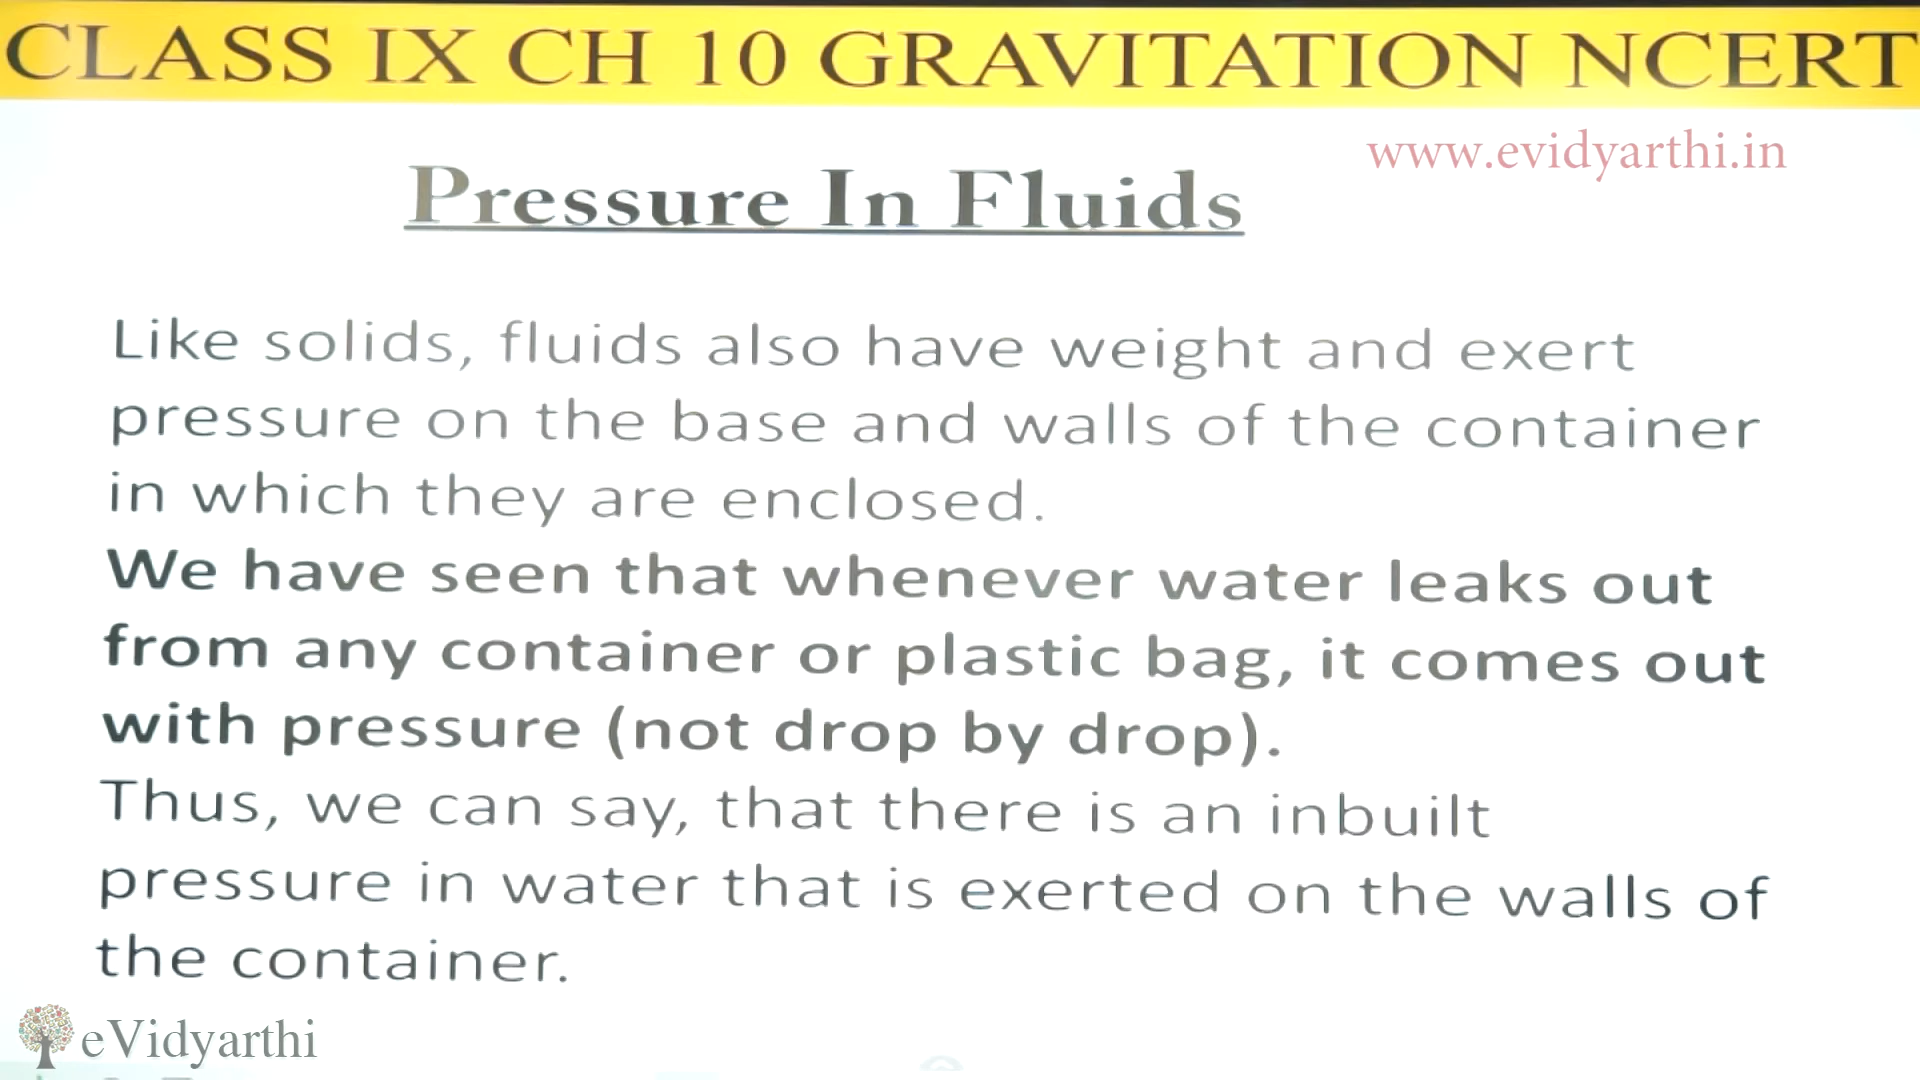 CLASS IX CH 10 GRAVITATION NCERT
www.evidyarthi.in
Pressure In Fluids
Like solids, fluids also have weight and exert
pressure on the base and walls of the container
in which they are enclosed.
We have seen that whenever water leaks out
from any container or plastic bag, it comes out
with pressure (not drop by drop).
Thus, we can say, that there is an inbuilt
pressure in water that is exerted on the walls of
the container.
eVidyarthi